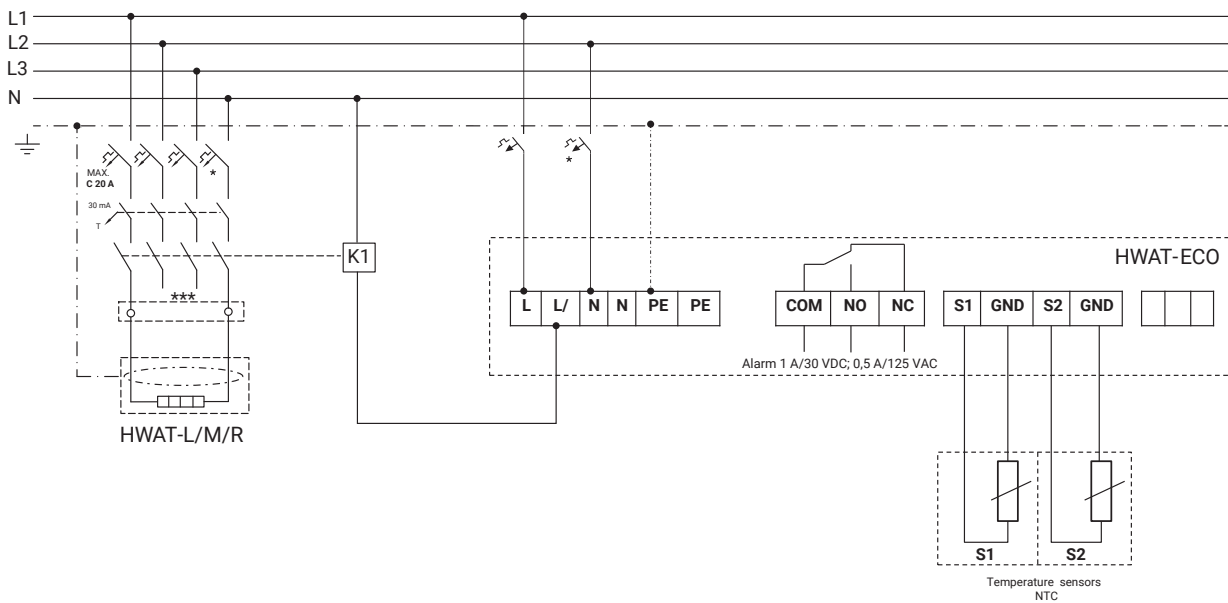 L1
L2
L3
N
MAX.
C 20 A
*
*
30 mA
T
K1
HWAT-ECO
***
L L/ N N PE PE
COM NO NC
S1 GND S2 GND
Alarm 1 A/30 VDC; 0,5 A/125 VAC
HWAT-L/M/R
S1 S2
Temperature sensors
NTC